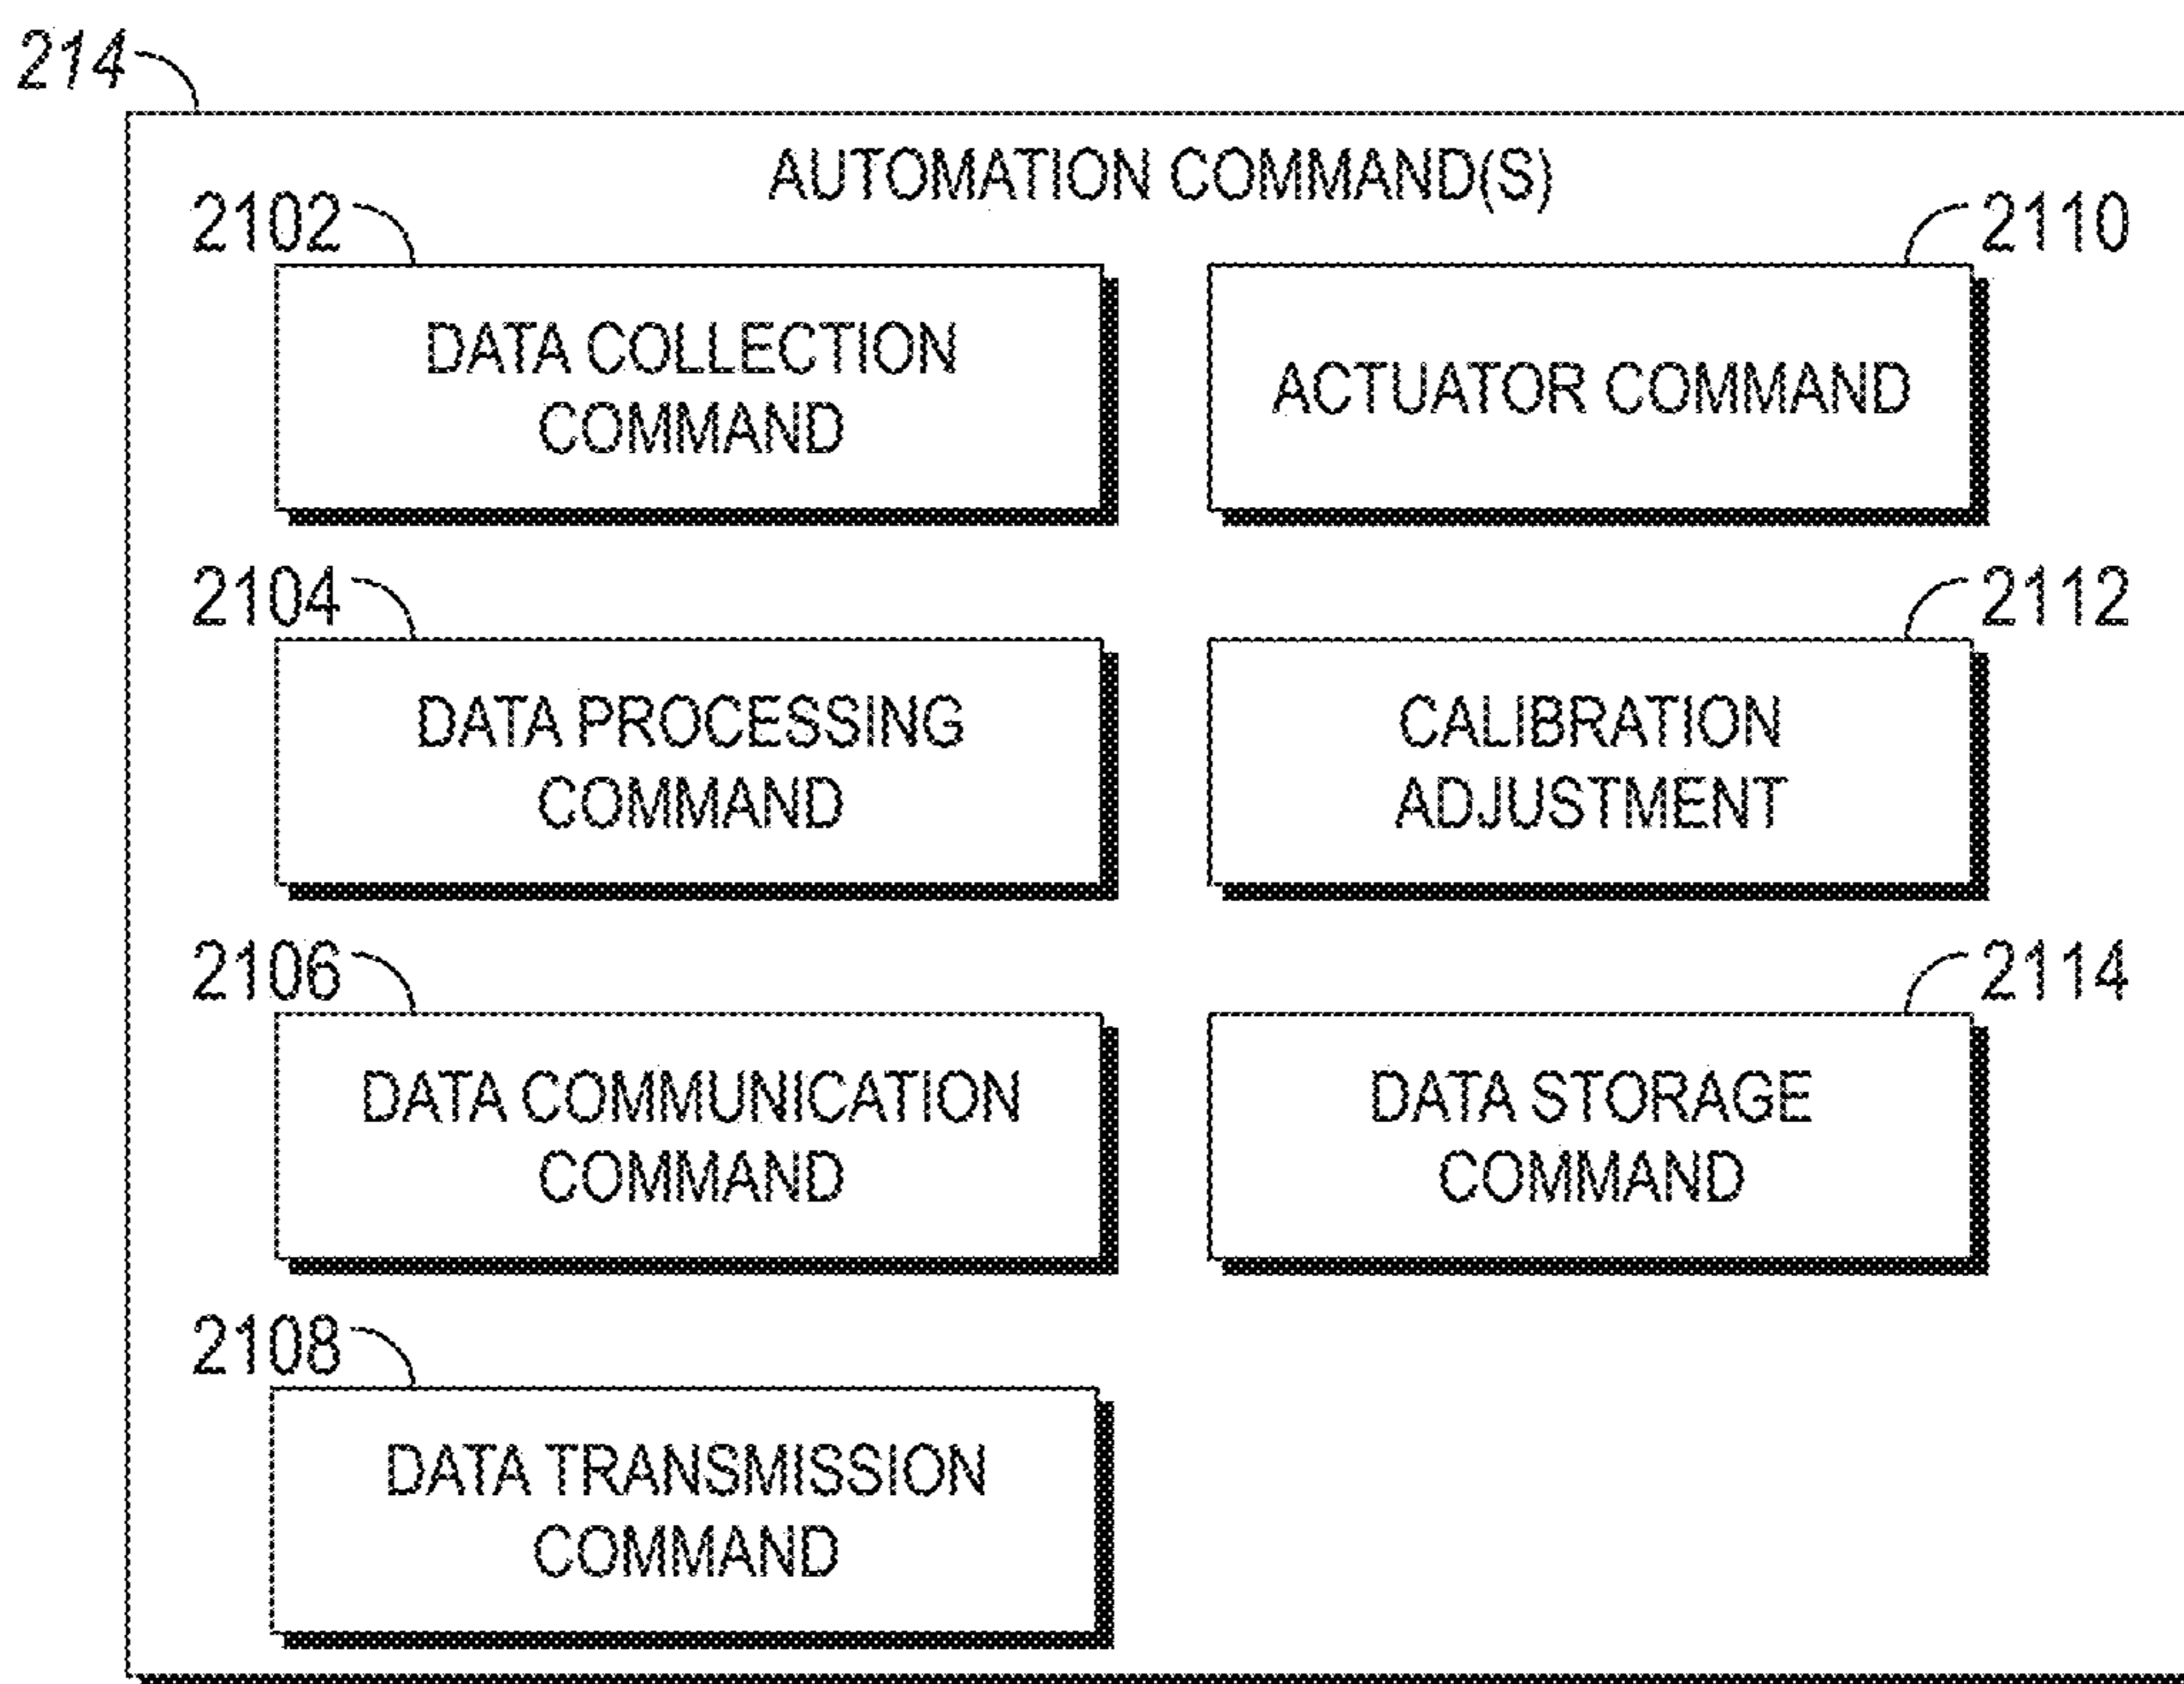 214
AUTOMATION COMMAND(S)
2102
DATA COLLECTION
COMMAND
2110
ACTUATOR COMMAND
2104
DATA PROCESSING
COMMAND
2112
CALIBRATION
ADJUSTMENT
2106
DATA COMMUNICATION
COMMAND
2114
DATA STORAGE
COMMAND
2108
DATA TRANSMISSION
COMMAND